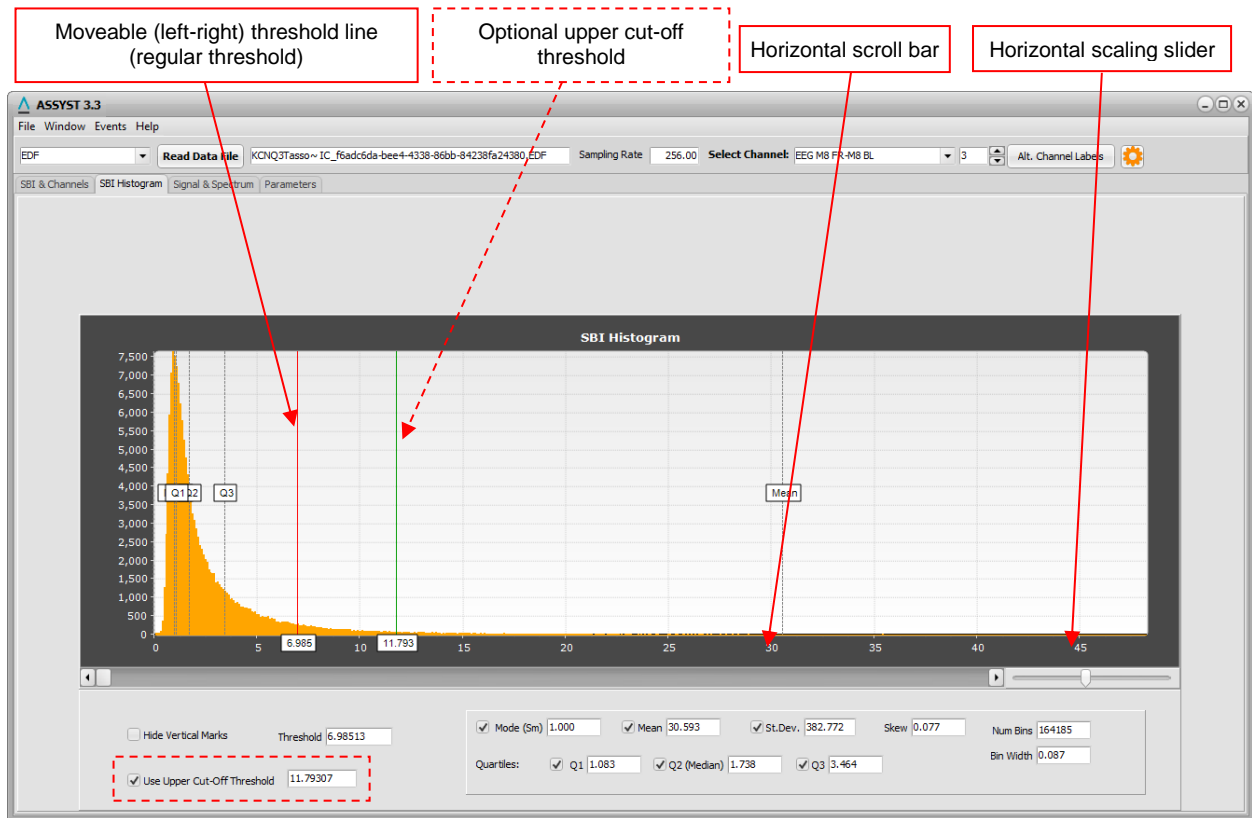 Moveable (left-right) threshold line
(regular threshold)
Optional upper cut-off
threshold
Horizontal scroll bar
Horizontal scaling slider
ASSYST 3.3
File Window Events Help
EDF Read Data File KCNQ3Tasso~ IC_f6adc6da-bee4-4338-86bb-84238fa24380.EDF Sampling Rate 256.00 Select Channel: EEG M8 FR-M8 BL 3 Alt. Channel Labels
SBI & Channels SBI Histogram Signal & Spectrum Parameters
SBI Histogram
7,500
7,000
6,500
6,000
5,500
5,000
4,500
4,000
3,500
3,000
2,500
2,000
1,500
1,000
500
0
Q1 Q2 Q3 Mean
6.985 11.793
0 5 10 15 20 25 30 35 40 45
Hide Vertical Marks Threshold 6.98513
Use Upper Cut-Off Threshold 11.79307
Mode (Sm) 1.000 Mean 30.593 St.Dev. 382.772 Skew 0.077 Num Bins 164185
Quartiles: Q1 1.083 Q2 (Median) 1.738 Q3 3.464 Bin Width 0.087